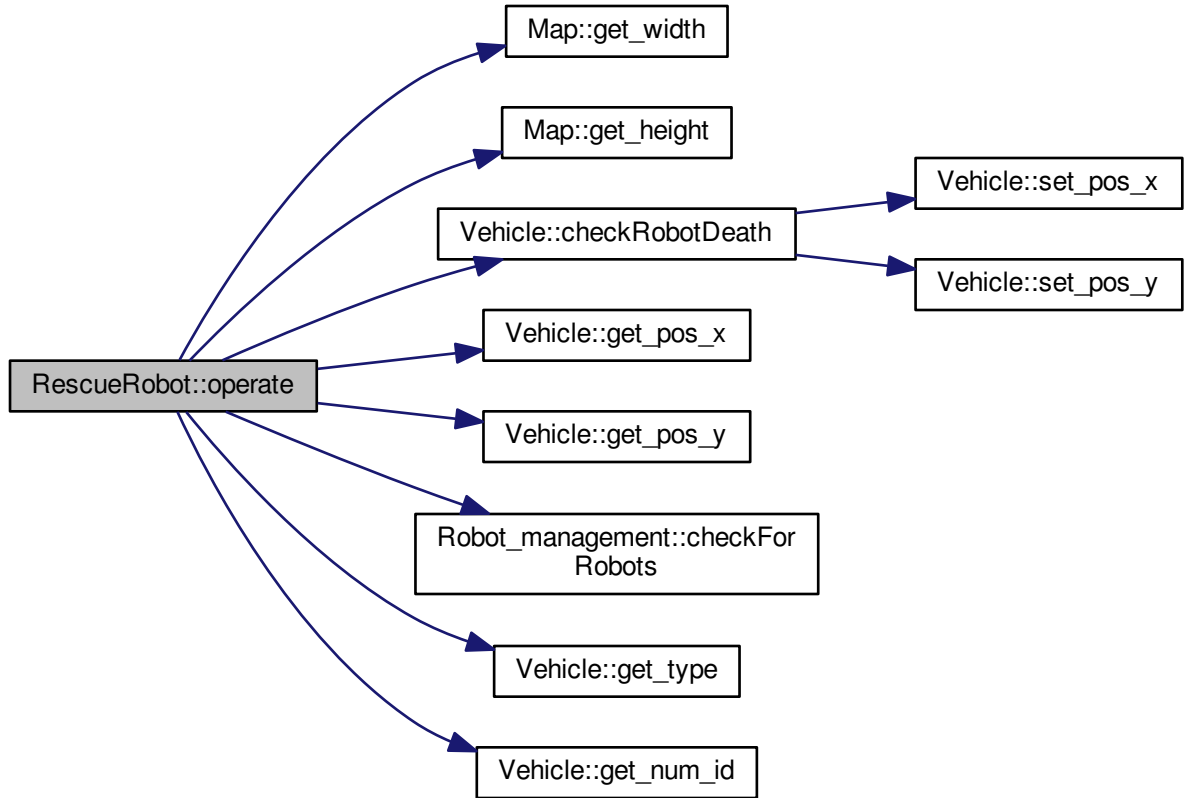 Map::get_width
Map::get_height
Vehicle::set_pos_x
Vehicle::checkRobotDeath
Vehicle::set_pos_y
Vehicle::get_pos_x
RescueRobot::operate
Vehicle::get_pos_y
Robot_management::checkFor
Robots
Vehicle::get_type
Vehicle::get_num_id